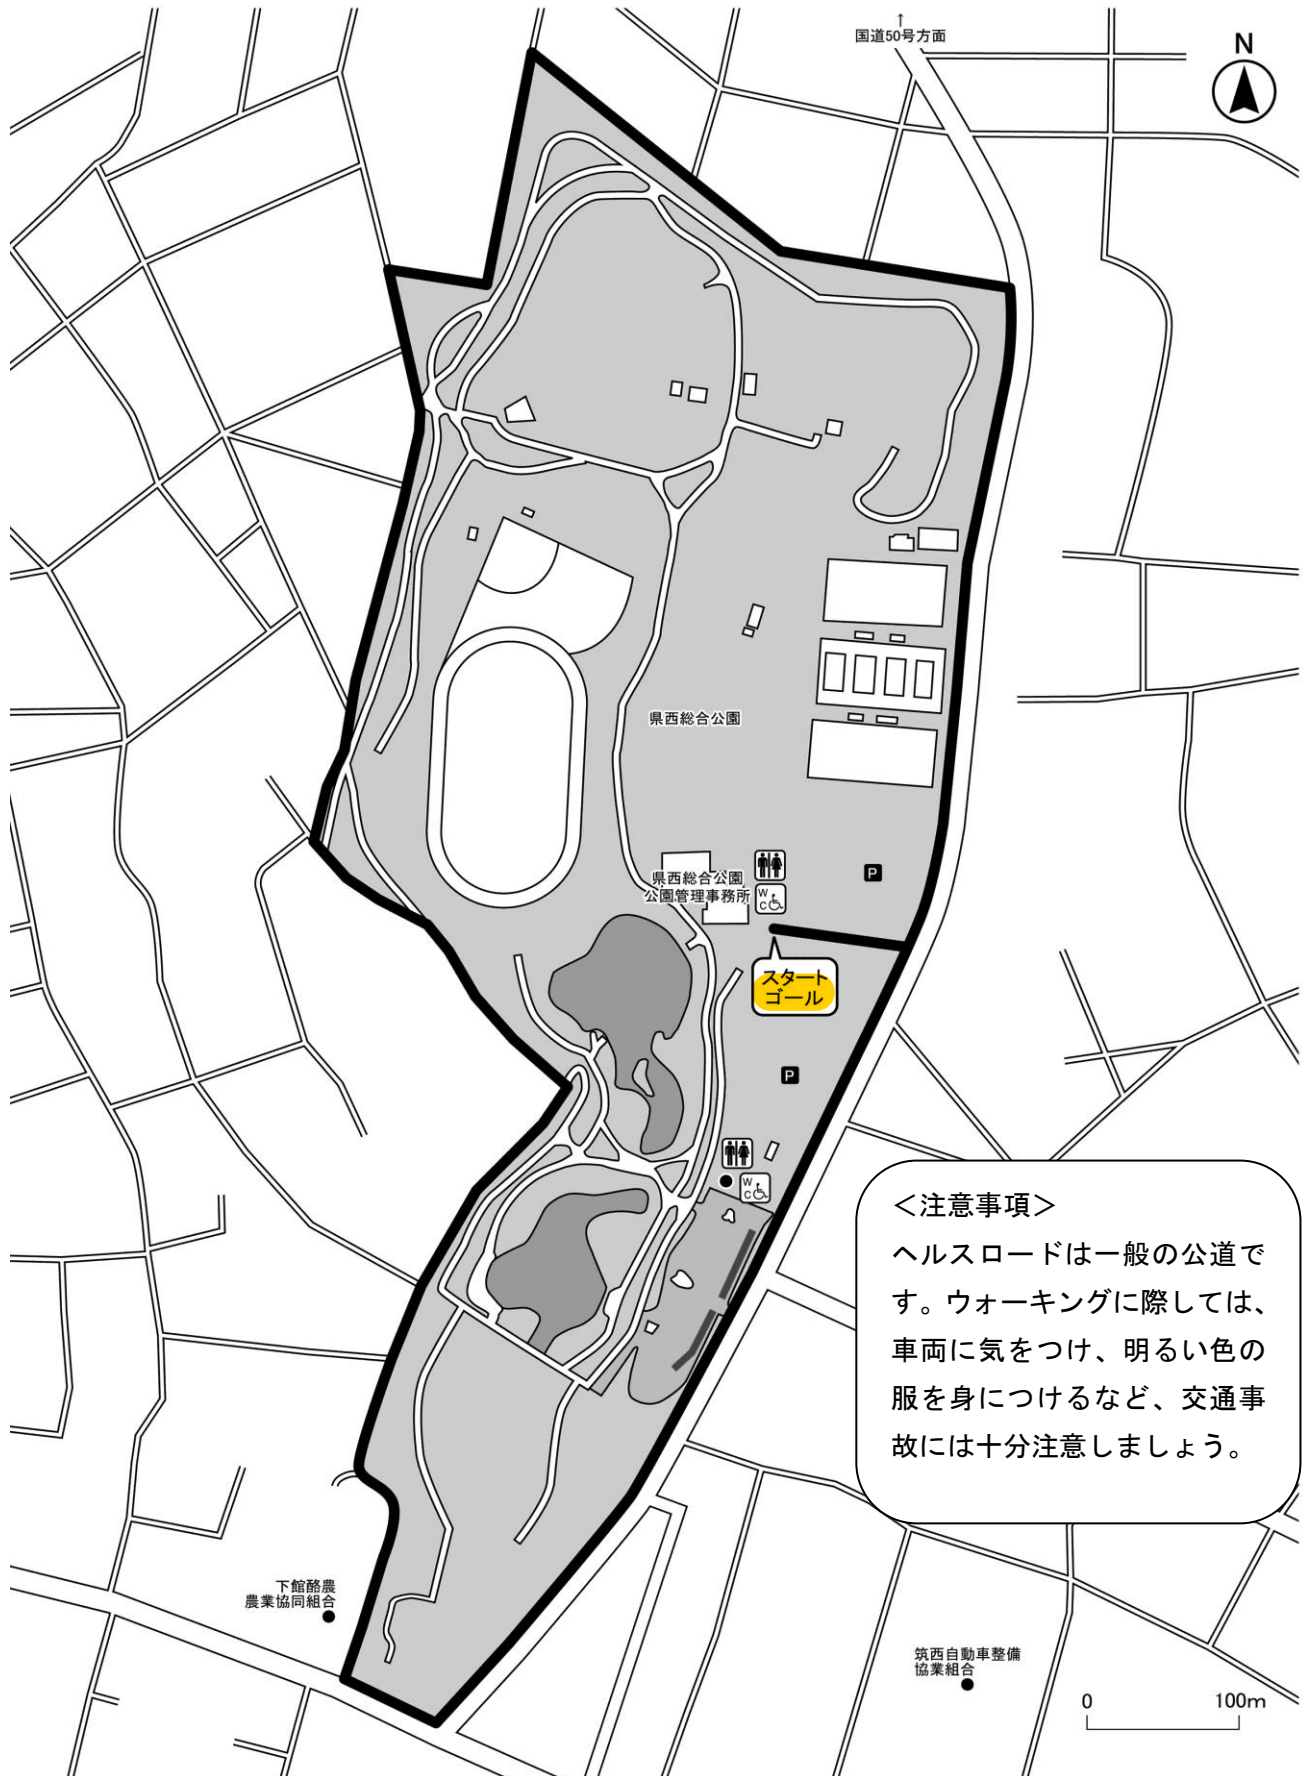 ↑
国道50号方面
N
県西総合公園
県西総合公園
公園管理事務所
W
C
P
スタート
ゴール
P
W
C
＜注意事項＞
ヘルスロードは一般の公道で
す。ウォーキングに際しては、
車両に気をつけ、明るい色の
服を身につけるなど、交通事
故には十分注意しましょう。
下館酪農
農業協同組合
筑西自動車整備
協業組合
0 100m